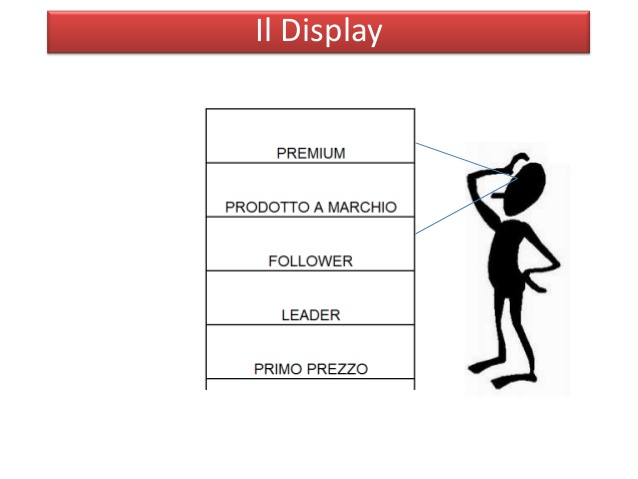 Il Display
PREMIUM
PRODOTTO A MARCHIO
FOLLOWER
LEADER
PRIMO PREZZO